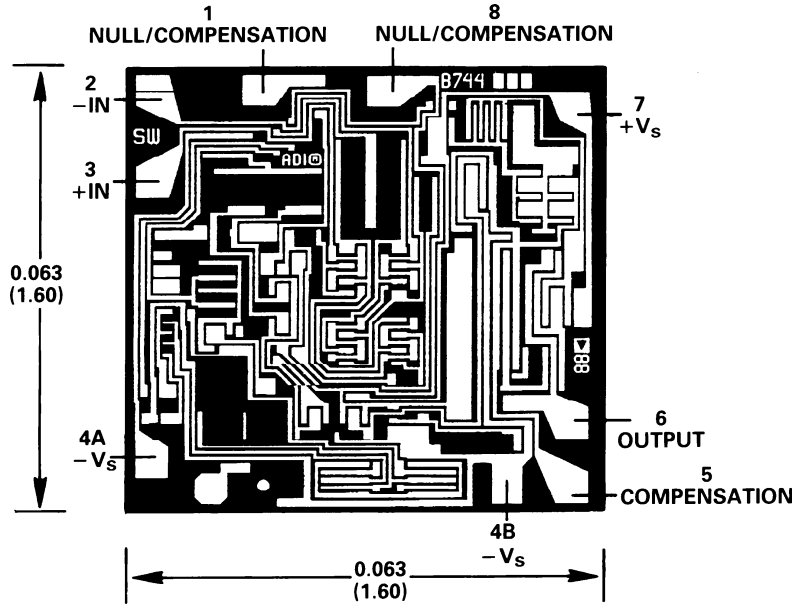 1
NULL/COMPENSATION
8
NULL/COMPENSATION
B744
2
−IN
SW
7
+VS
ADI®
3
+IN
0.063
(1.60)
88
6
OUTPUT
4A
−VS
5
COMPENSATION
4B
−VS
0.063
(1.60)